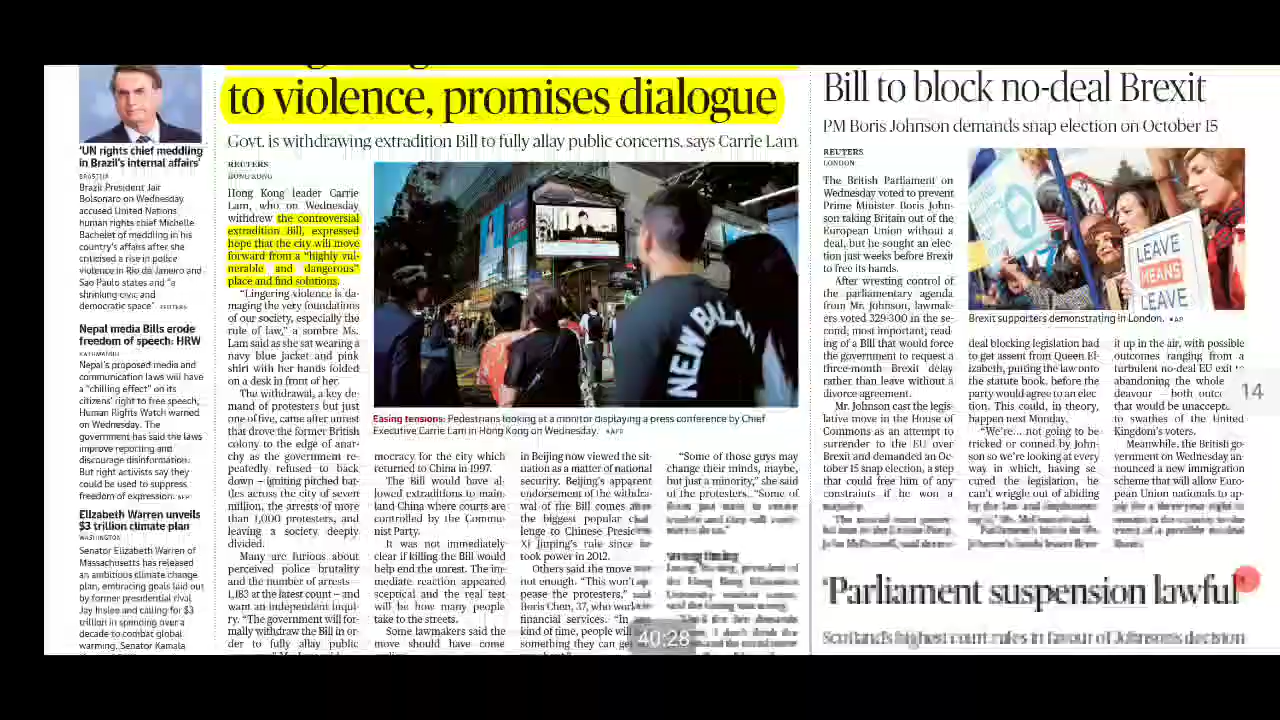 'UN rights chief meddling
in Brazil's internal affairs'
BRASÍLIA
Brazil President Jair
Bolsonaro on Wednesday
accused United Nations
human rights chief Michelle
Bachelet of meddling in his
country's affairs after she
criticised a rise in police
violence in Rio de Janeiro and
Sao Paulo states and "a
shrinking civic and
democratic space". REUTERS
Nepal media Bills erode
freedom of speech: HRW
KATHMANDU
Nepal's proposed media and
communication laws will have
a "chilling effect" on its
citizens' right to free speech,
Human Rights Watch warned
on Wednesday. The
government has said the laws
improve reporting and
discourage disinformation.
But right activists say they
could be used to suppress
freedom of expression. AFP
Elizabeth Warren unveils
$3 trillion climate plan
WASHINGTON
Senator Elizabeth Warren of
Massachusetts has released
an ambitious climate change
plan, embracing goals laid out
by former presidential rival
Jay Inslee and calling for $3
trillion in spending over a
decade to combat global
warming. Senator Kamala
to violence, promises dialogue
Govt. is withdrawing extradition Bill to fully allay public concerns, says Carrie Lam
REUTERS
HONG KONG
Hong Kong leader Carrie
Lam, who on Wednesday
withdrew the controversial
extradition Bill, expressed
hope that the city will move
forward from a "highly vul-
nerable and dangerous"
place and find solutions.
"Lingering violence is da-
maging the very foundations
of our society, especially the
rule of law," a sombre Ms.
Lam said as she sat wearing a
navy blue jacket and pink
shirt with her hands folded
on a desk in front of her.
The withdrawal, a key de-
mand of protesters but just
one of five, came after unrest
that drove the former British
colony to the edge of anar-
chy as the government re-
peatedly refused to back
down – igniting pitched bat-
tles across the city of seven
million, the arrests of more
than 1,000 protesters, and
leaving a society deeply
divided.
Many are furious about
perceived police brutality
and the number of arrests –
1,183 at the latest count – and
want an independent inqui-
ry. "The government will for-
mally withdraw the Bill in or-
der to fully allay public
NEW BALAN
Easing tensions: Pedestrians looking at a monitor displaying a press conference by Chief
Executive Carrie Lam in Hong Kong on Wednesday. AFP
mocracy for the city which
returned to China in 1997.
The Bill would have al-
lowed extraditions to main-
land China where courts are
controlled by the Commu-
nist Party.
It was not immediately
clear if killing the Bill would
help end the unrest. The im-
mediate reaction appeared
sceptical and the real test
will be how many people
take to the streets.
Some lawmakers said the
move should have come
in Beijing now viewed the sit-
uation as a matter of national
security. Beijing's apparent
endorsement of the withdra-
wal of the Bill comes
the biggest popular
lenge to Chinese
Xi Jinping's rule since
took power in 2012.
Others said the move
not enough. "This won't
pease the protesters,"
Boris Chen, 37, who
financial services. "In
kind of time, people will
something they can
"Some of those guys may
change their minds, maybe,
but just a minority," she said
of the protesters. "Some of
40:28
Bill to block no-deal Brexit
PM Boris Johnson demands snap election on October 15
REUTERS
LONDON
The British Parliament on
Wednesday voted to prevent
Prime Minister Boris John-
son taking Britain out of the
European Union without a
deal, but he sought an elec-
tion just weeks before Brexit
to free its hands.
After wresting control of
the parliamentary agenda
from Mr. Johnson, lawmak-
ers voted 329-300 in the se-
cond, most important, read-
ing of a Bill that would force
the government to request a
three-month Brexit delay
rather than leave without a
divorce agreement.
Mr. Johnson cast the legis-
lative move in the House of
Commons as an attempt to
surrender to the EU over
Brexit and demanded an Oc-
tober 15 snap election, a step
that could free him of any
constraints if he won a
majority.
LEAVE
MEANS
LEAVE
Brexit supporters demonstrating in London. AP
deal blocking legislation had
to get assent from Queen El-
izabeth, putting the law onto
the statute book, before the
party would agree to an elec-
tion. This could, in theory,
happen next Monday.
"We're... not going to be
tricked or conned by John-
son so we're looking at every
way in which, having se-
cured the legislation, he
can't wriggle out of abiding
it up in the air, with possible
outcomes ranging from a
turbulent no-deal EU exit
abandoning the whole
deavour — both
that would be
to swathes of the United
Kingdom's voters.
Meanwhile, the British go-
vernment on Wednesday an-
nounced a new immigration
scheme that will allow Euro-
pean Union nationals to ap-
14
'Parliament suspension lawful'
Scotland's highest court rules in favour of Johnson's decision